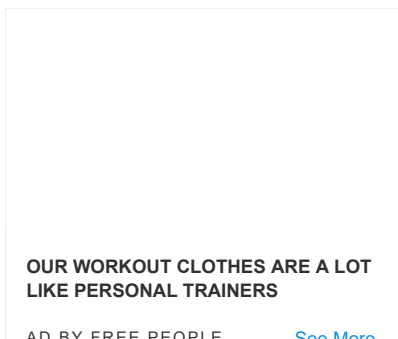 OUR WORKOUT CLOTHES ARE A LOT
LIKE PERSONAL TRAINERS
AD BY FREE PEOPLE
See More